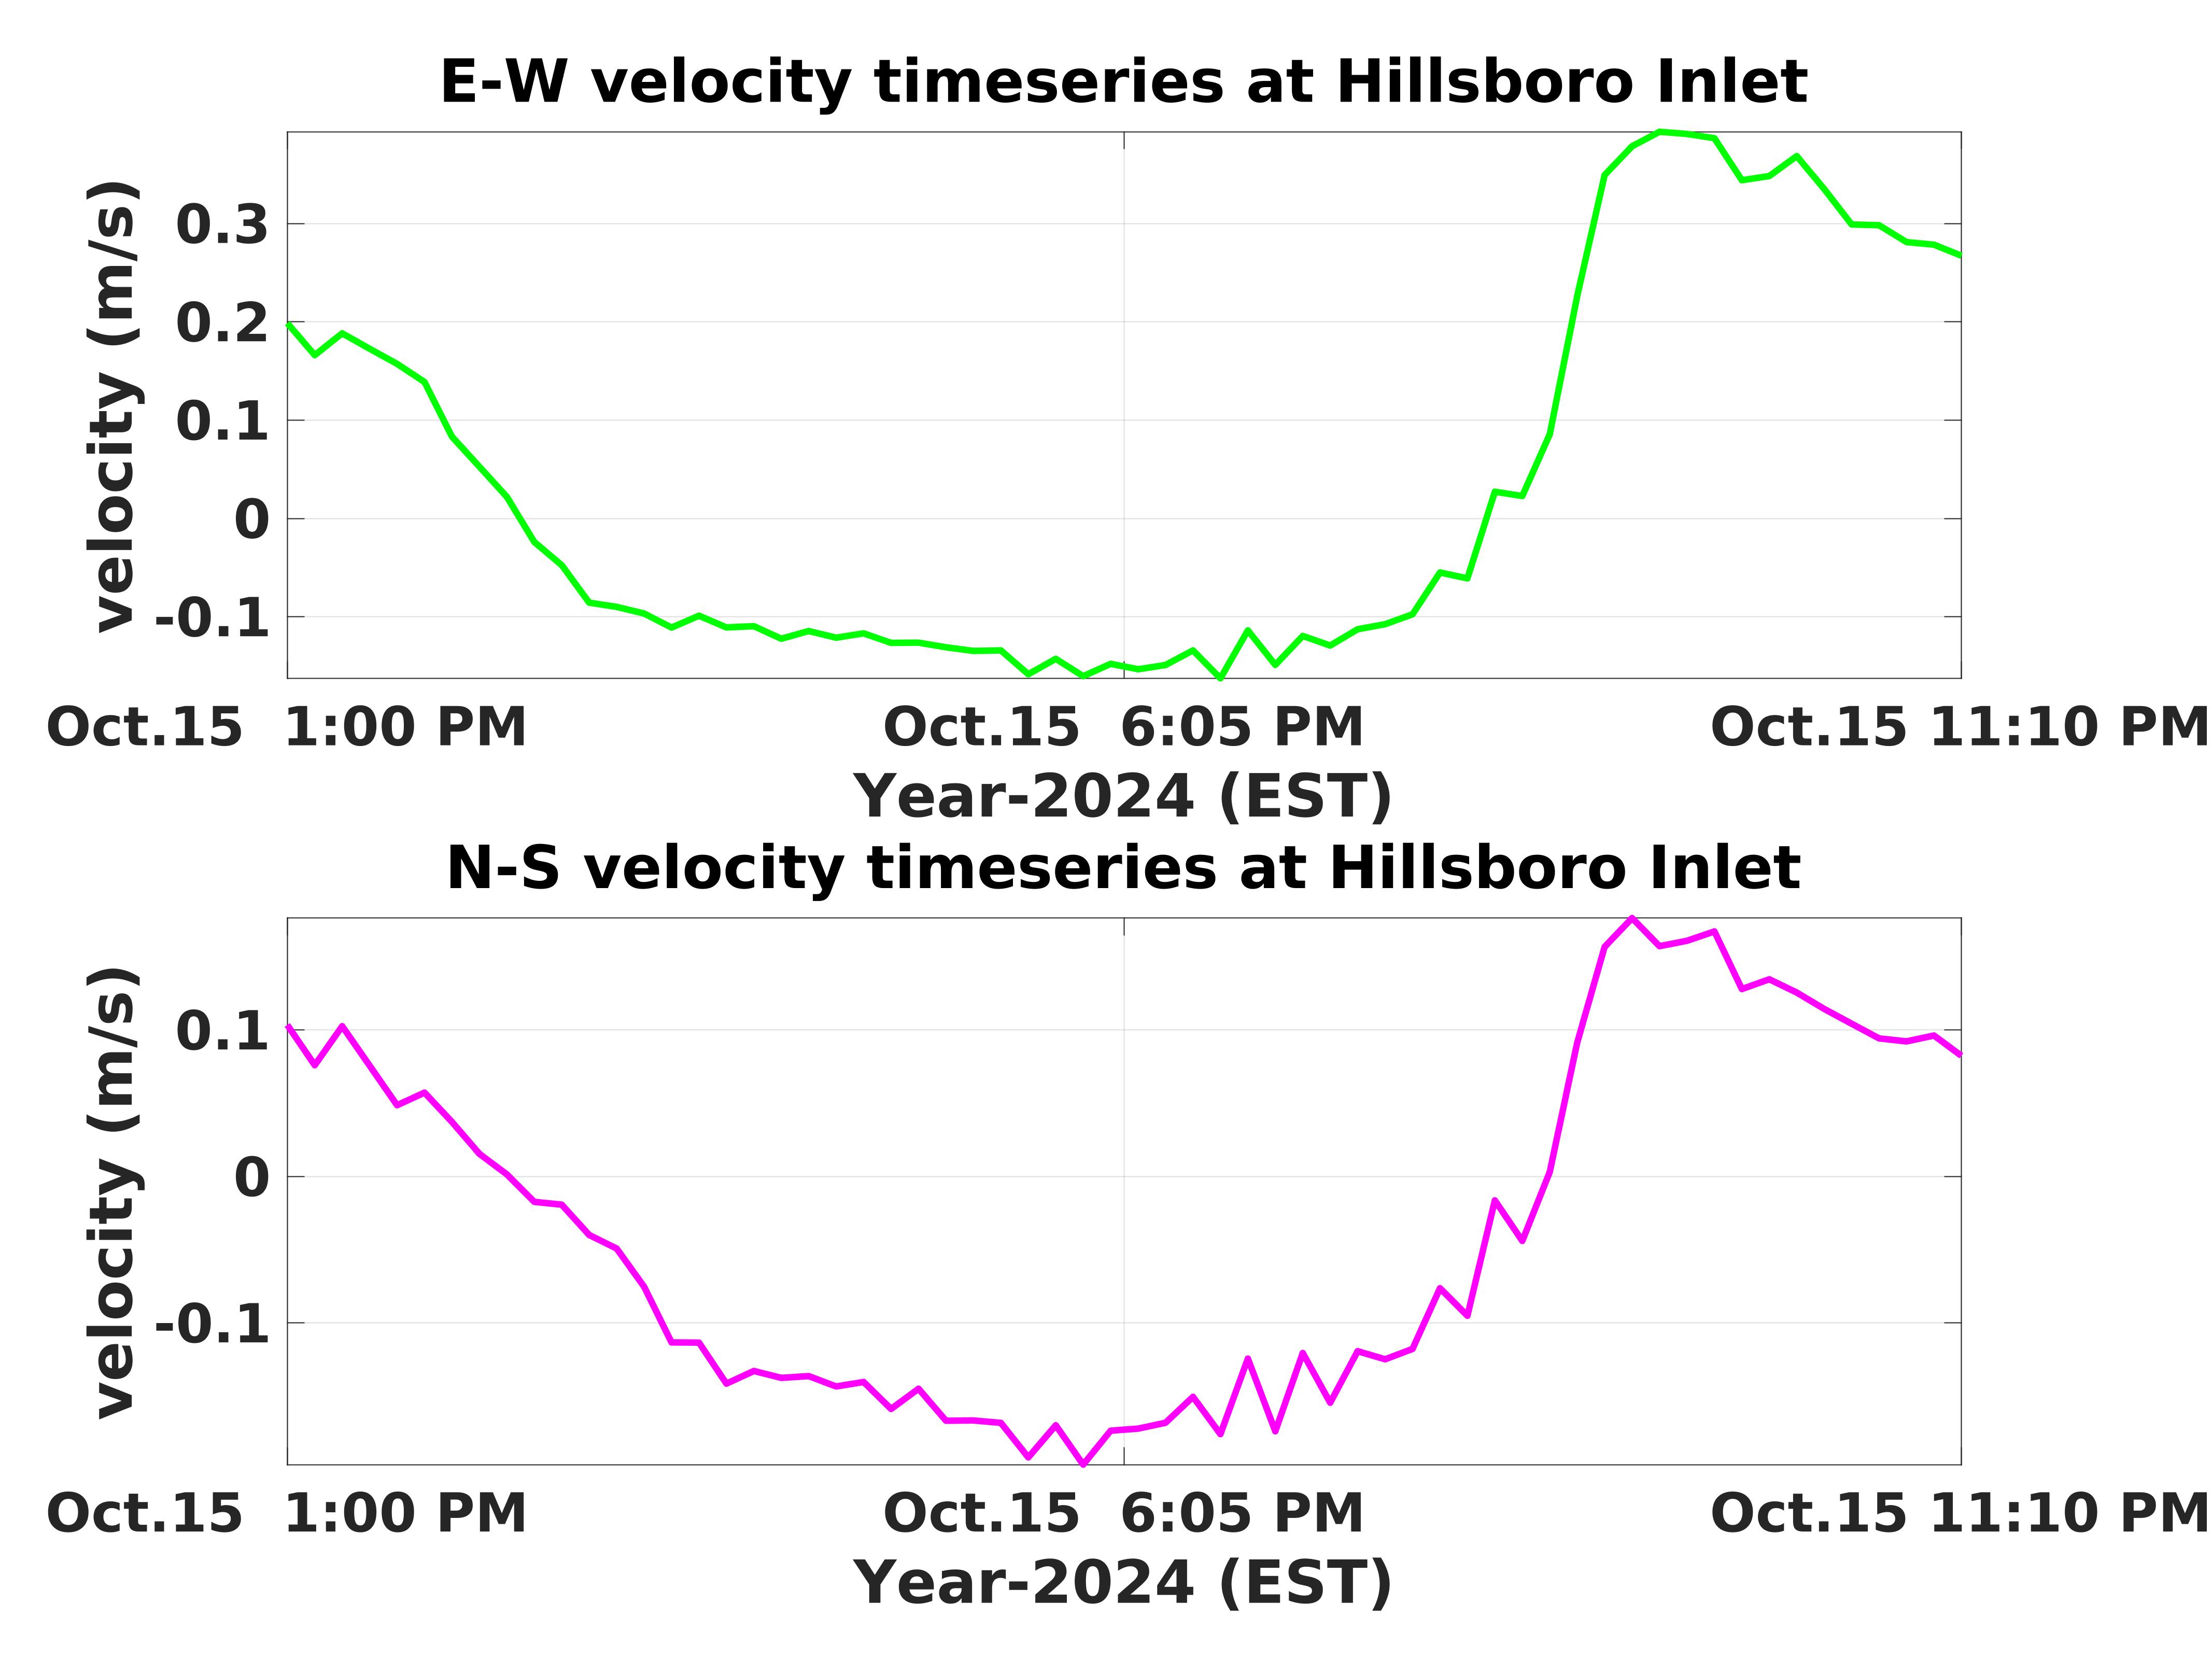 E-W velocity timeseries at Hillsboro Inlet
velocity (m/s)
0.3
0.2
0.1
0
-0.1
Oct.15  1:00 PM
Oct.15  6:05 PM
Oct.15 11:10 PM
Year-2024 (EST)
N-S velocity timeseries at Hillsboro Inlet
velocity (m/s)
0.1
0
-0.1
Oct.15  1:00 PM
Oct.15  6:05 PM
Oct.15 11:10 PM
Year-2024 (EST)